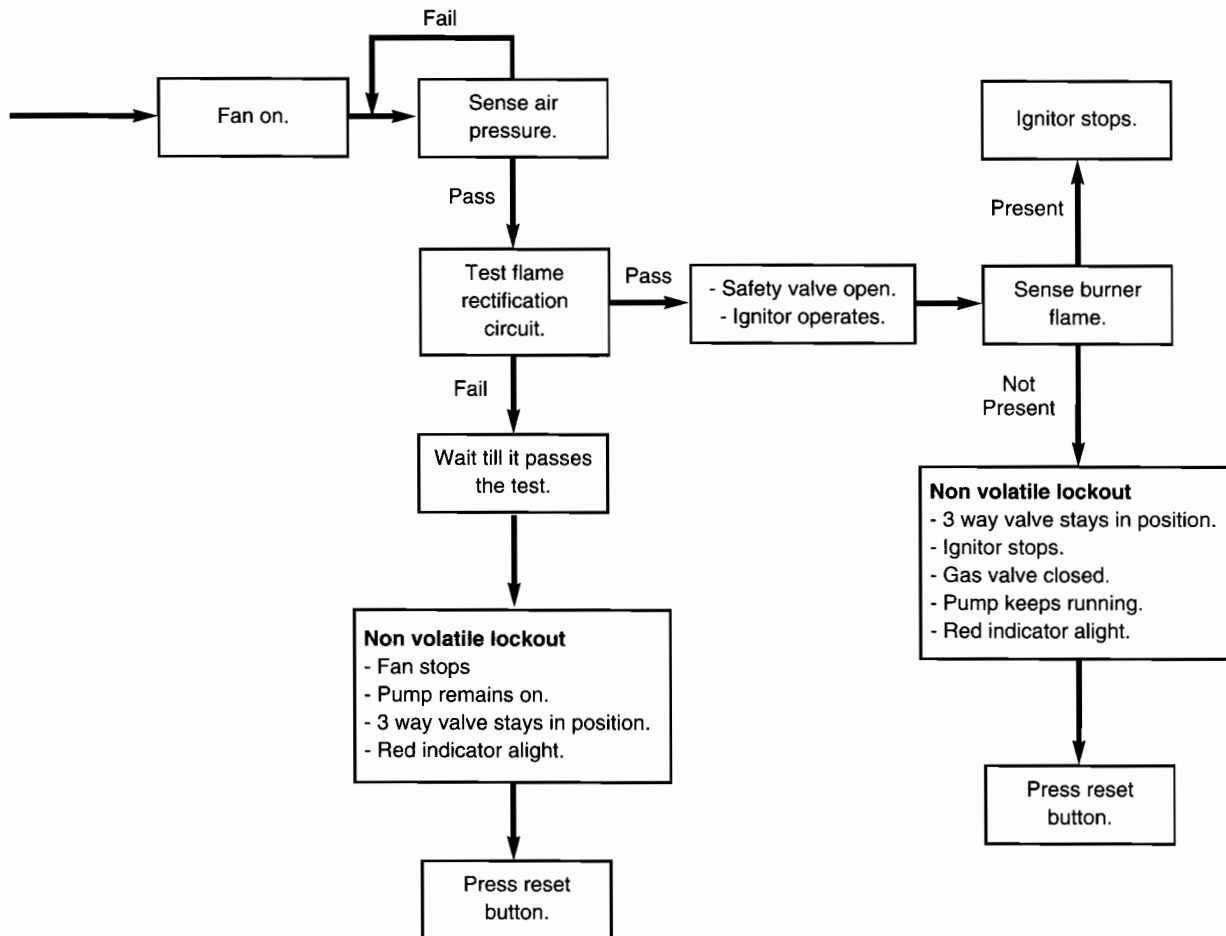 Fail
Fan on.
Sense air
pressure.
Ignitor stops.
Pass
Present
Test flame
rectification
circuit.
Pass
- Safety valve open.
- Ignitor operates.
Sense burner
flame.
Fail
Not
Present
Wait till it passes
the test.
Non volatile lockout
- 3 way valve stays in position.
- Ignitor stops.
- Gas valve closed.
- Pump keeps running.
- Red indicator alight.
Non volatile lockout
- Fan stops
- Pump remains on.
- 3 way valve stays in position.
- Red indicator alight.
Press reset
button.
Press reset
button.